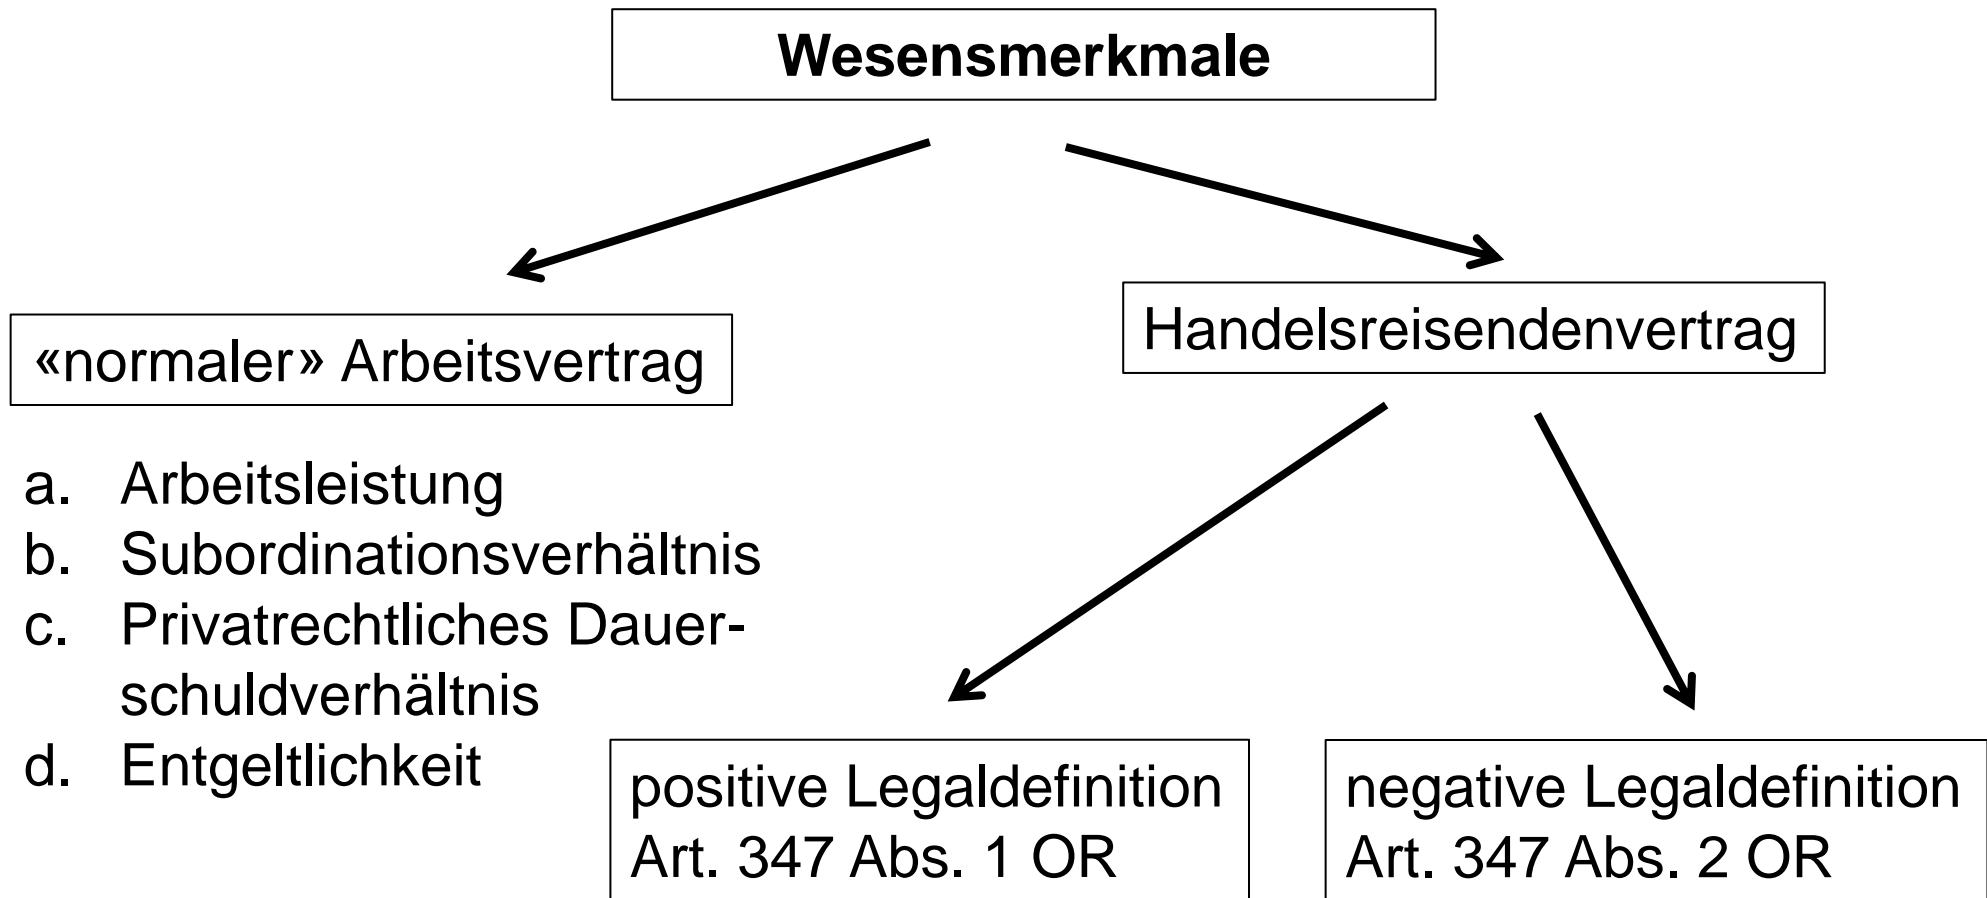 Wesensmerkmale
«normaler» Arbeitsvertrag
Handelsreisendenvertrag
a. Arbeitsleistung
b. Subordinationsverhältnis
c. Privatrechtliches Dauer-
schuldverhältnis
d. Entgeltlichkeit
positive Legaldefinition
Art. 347 Abs. 1 OR
negative Legaldefinition
Art. 347 Abs. 2 OR